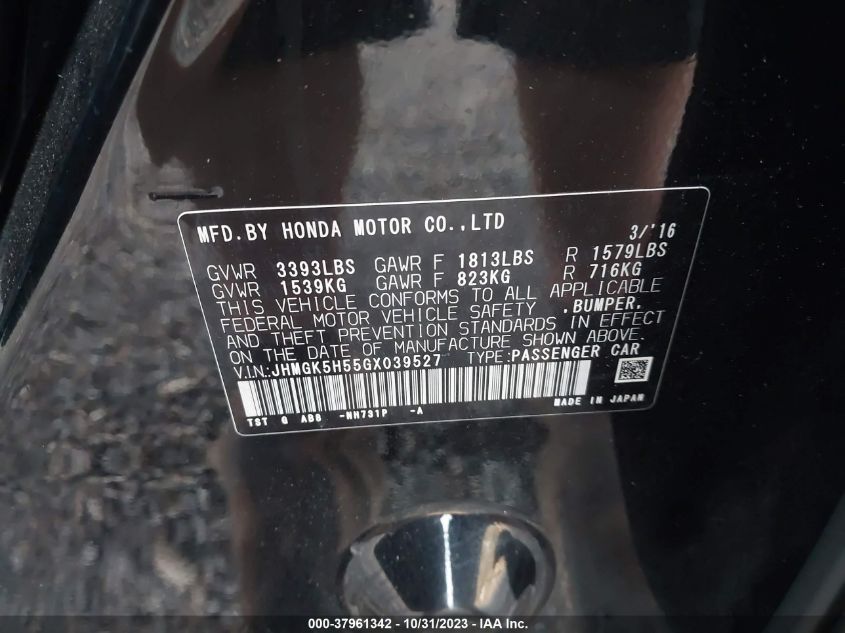 MFD.BY HONDA MOTOR CO.,LTD 3/'16
GVWR 3393LBS GAWR F 1813LBS R 1579LBS
GVWR 1539KG GAWR F 823KG R 716KG
THIS VEHICLE CONFORMS TO ALL APPLICABLE
FEDERAL MOTOR VEHICLE SAFETY ,BUMPER,
AND THEFT PREVENTION STANDARDS IN EFFECT
ON THE DATE OF MANUFACTURE SHOWN ABOVE
V.I.N.:JHMGK5H55GX039527 TYPE:PASSENGER CAR
TST G AB8 -NH731P -A MADE IN JAPAN
000-37961342 - 10/31/2023 - IAA Inc.